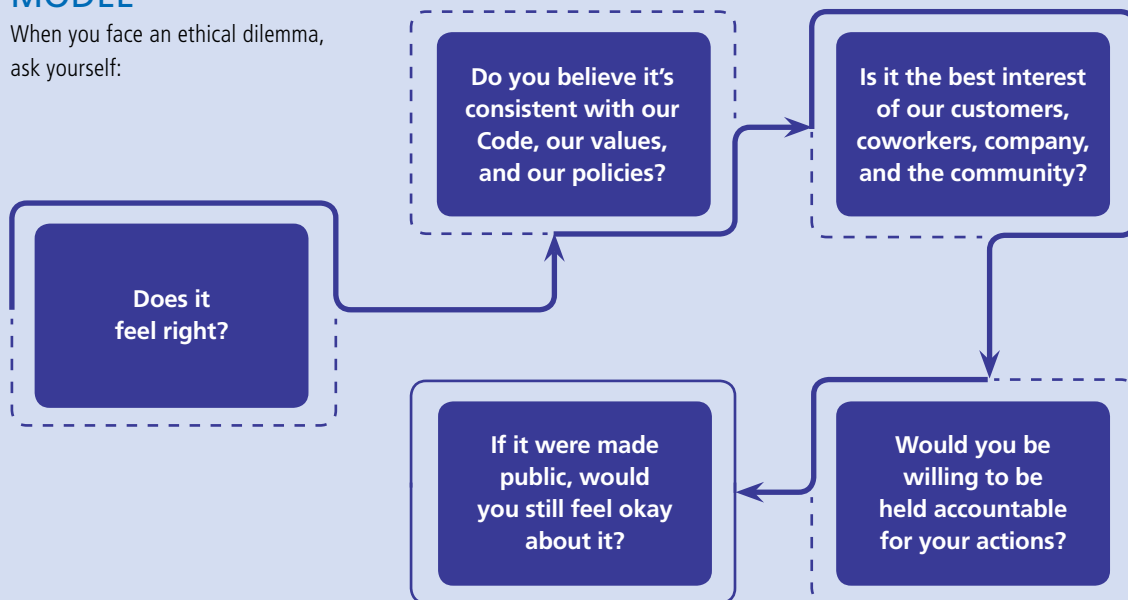 MODEL
When you face an ethical dilemma,
ask yourself:
Does it
feel right?
Do you believe it's
consistent with our
Code, our values,
and our policies?
Is it the best interest
of our customers,
coworkers, company,
and the community?
Would you be
willing to be
held accountable
for your actions?
If it were made
public, would
you still feel okay
about it?